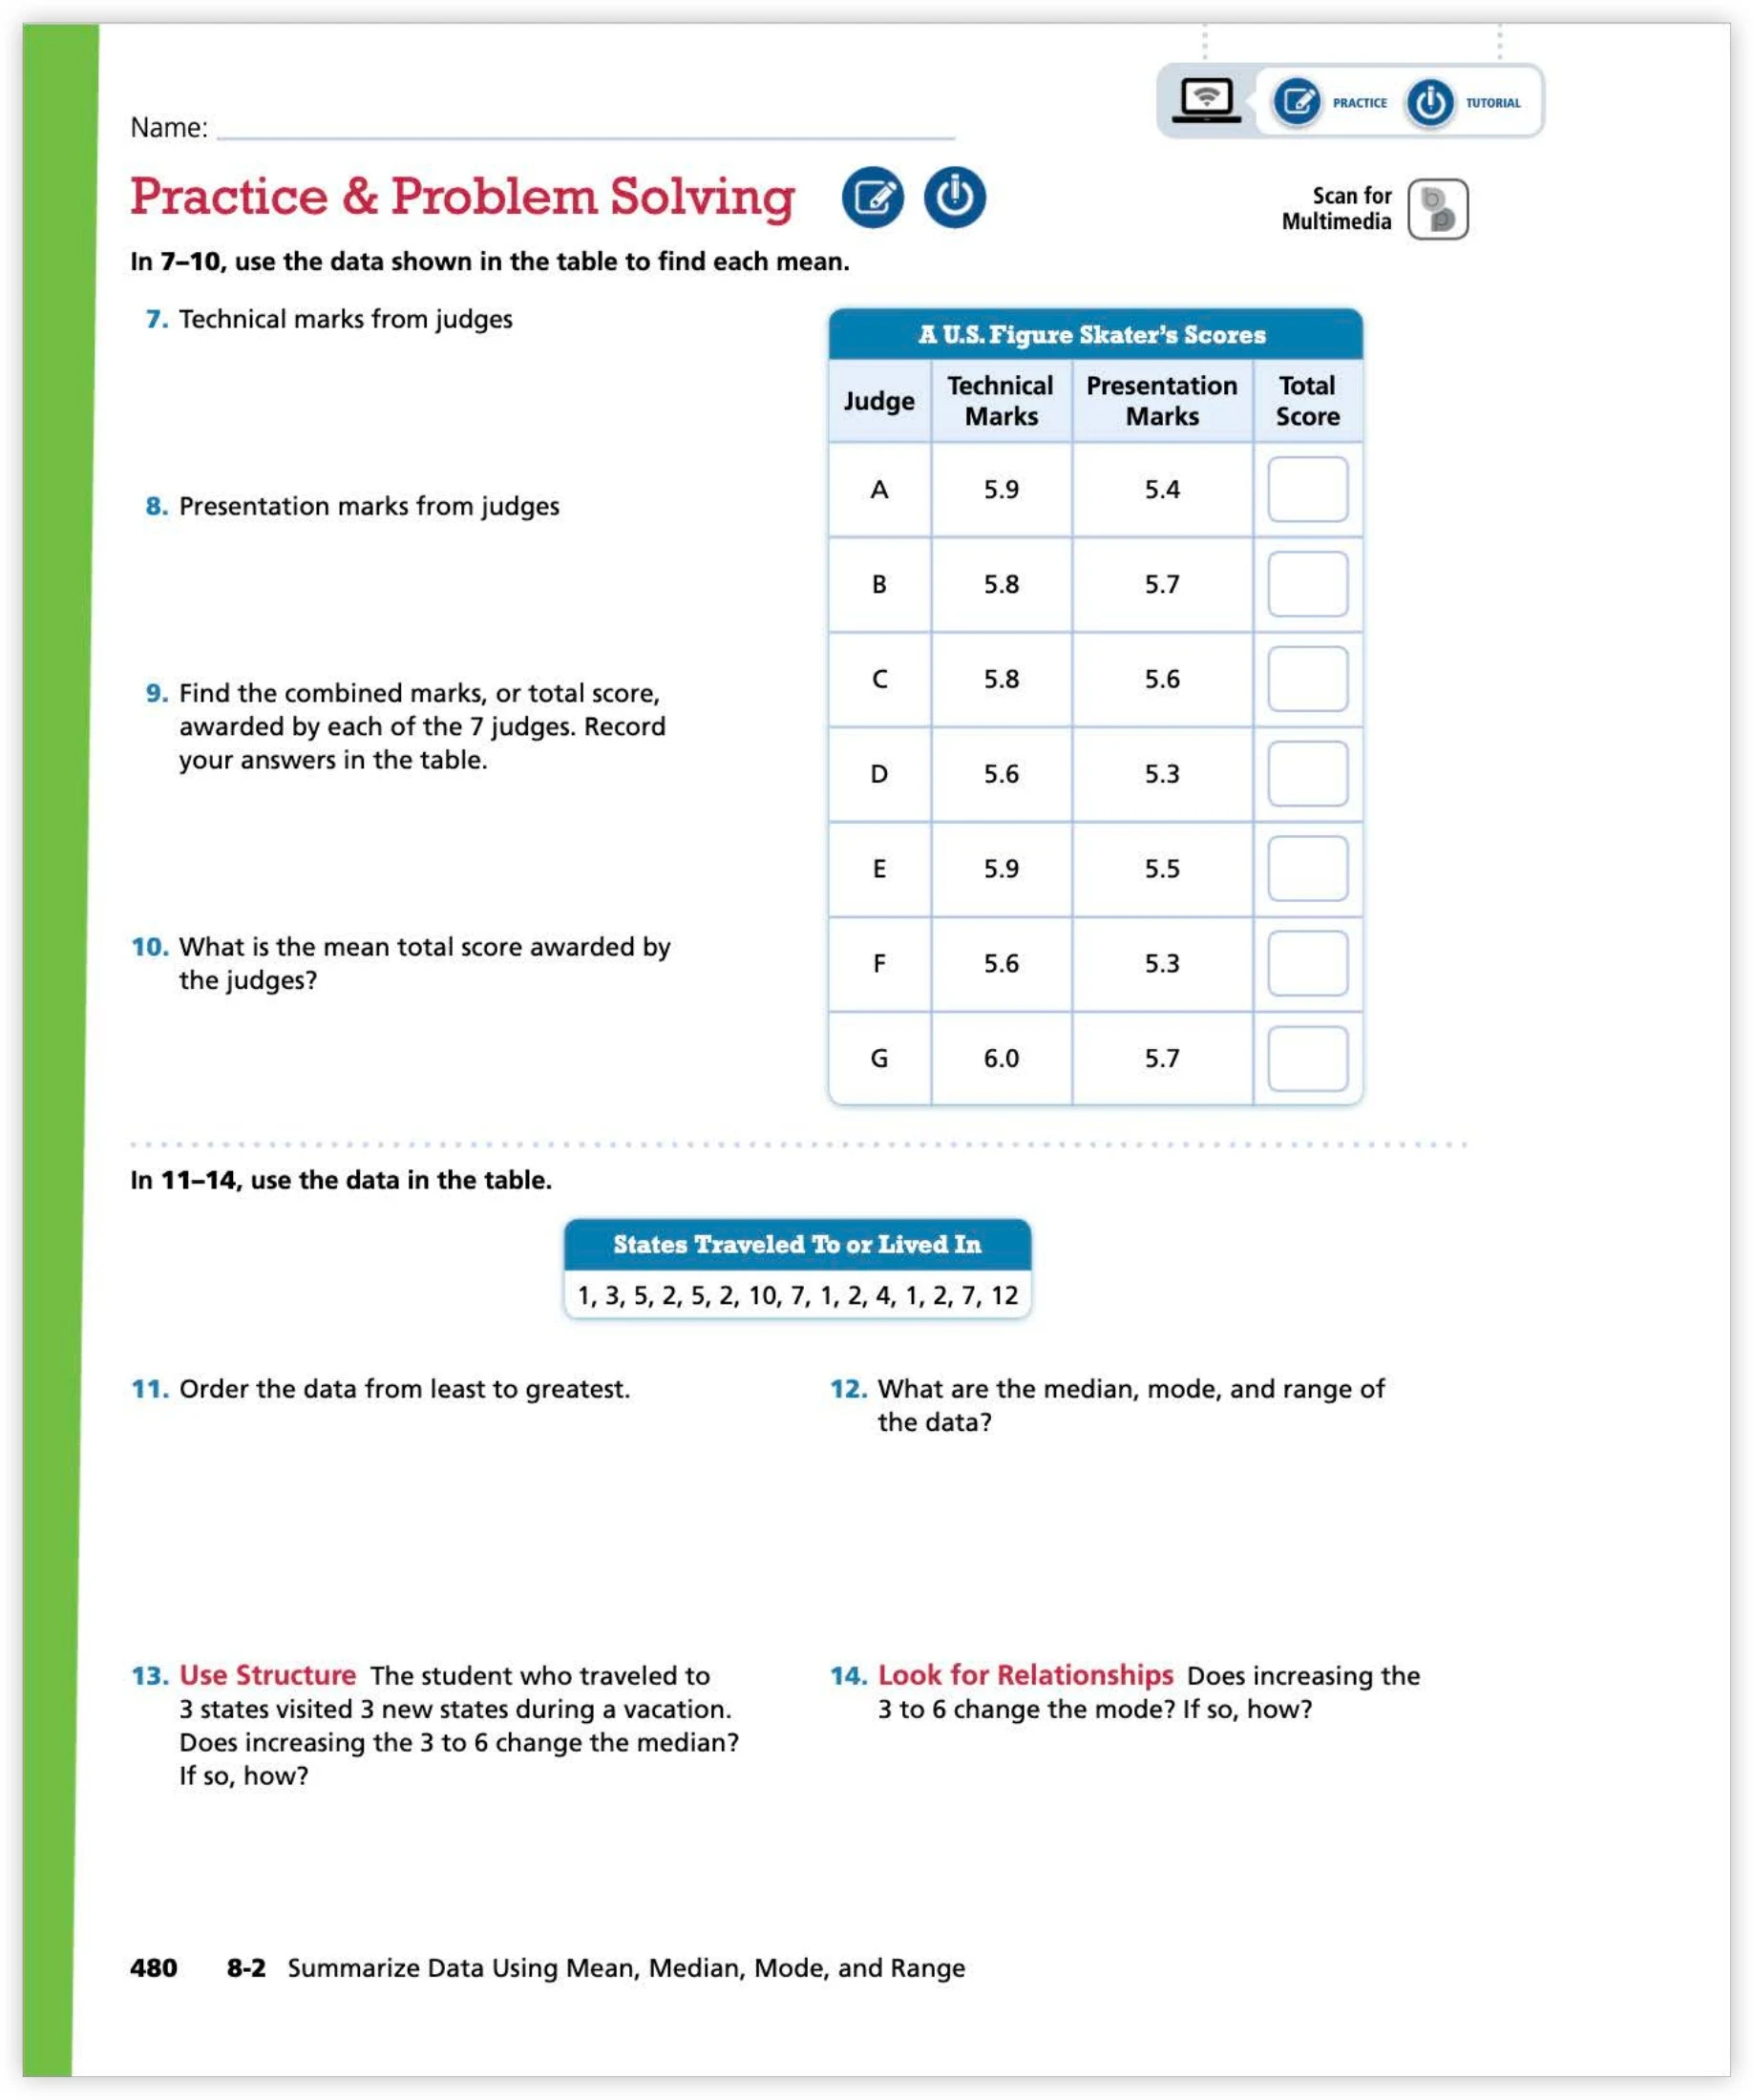 PRACTICE TUTORIAL
Name:
Practice & Problem Solving
Scan for
Multimedia
In 7–10, use the data shown in the table to find each mean.
7. Technical marks from judges
8. Presentation marks from judges
9. Find the combined marks, or total score,
awarded by each of the 7 judges. Record
your answers in the table.
10. What is the mean total score awarded by
the judges?
A U.S. Figure Skater's Scores
Judge Technical Marks Presentation Marks Total Score
A 5.9 5.4
B 5.8 5.7
C 5.8 5.6
D 5.6 5.3
E 5.9 5.5
F 5.6 5.3
G 6.0 5.7
In 11–14, use the data in the table.
States Traveled To or Lived In
1, 3, 5, 2, 5, 2, 10, 7, 1, 2, 4, 1, 2, 7, 12
11. Order the data from least to greatest.
12. What are the median, mode, and range of
the data?
13. Use Structure The student who traveled to
3 states visited 3 new states during a vacation.
Does increasing the 3 to 6 change the median?
If so, how?
14. Look for Relationships Does increasing the
3 to 6 change the mode? If so, how?
480 8-2 Summarize Data Using Mean, Median, Mode, and Range